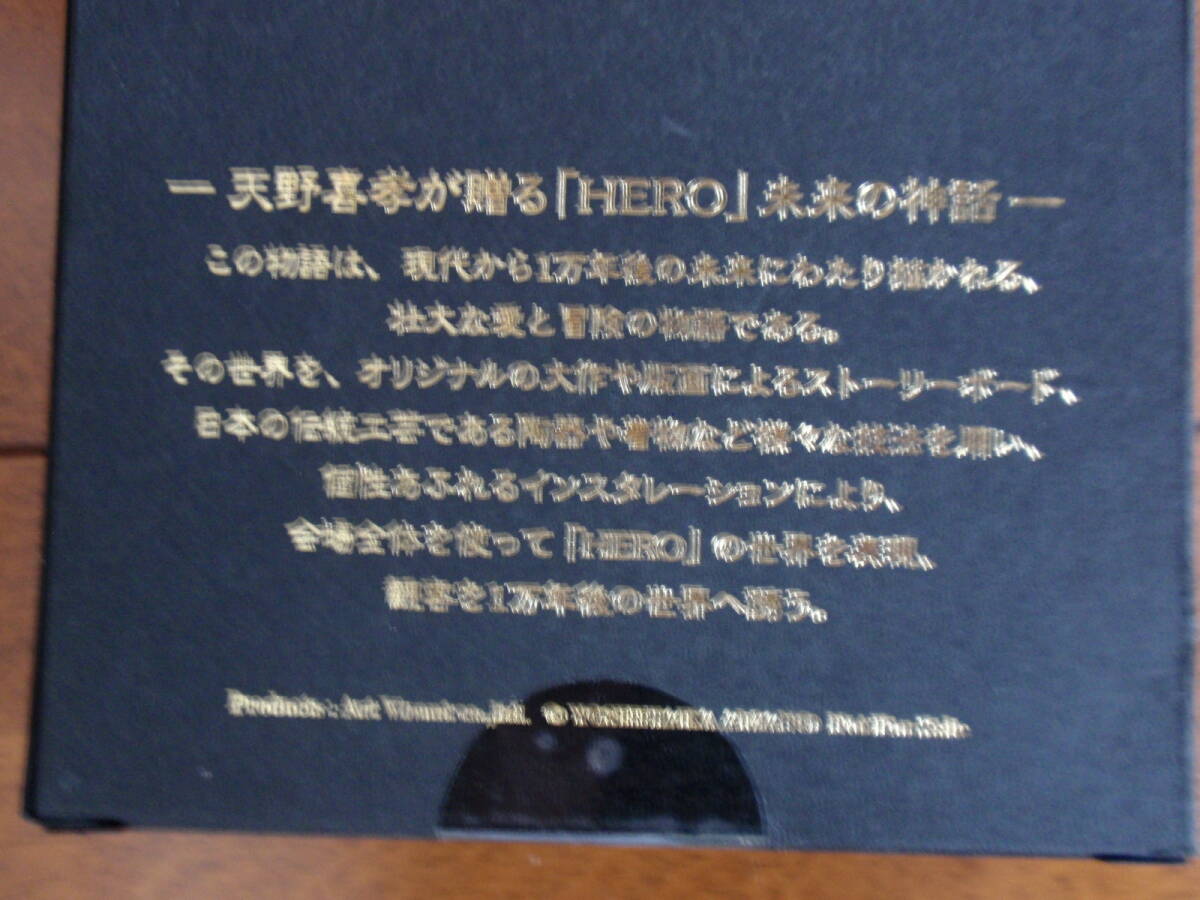 ― 天野喜孝が贈る『HERO』未来の神話 ―
この物語は、現代から1万年後の未来にわたり描かれる、
壮大な愛と冒険の物語である。
その世界を、オリジナルの大作や版画によるストーリーボード、
日本の伝統工芸である陶器や着物など様々な技法を用い、
個性あふれるインスタレーションにより、
会場全体を使って『HERO』の世界を表現、
観客を1万年後の世界へ誘う。
Products : Art Vivant co.,ltd. © YOSHITAKA AMANO